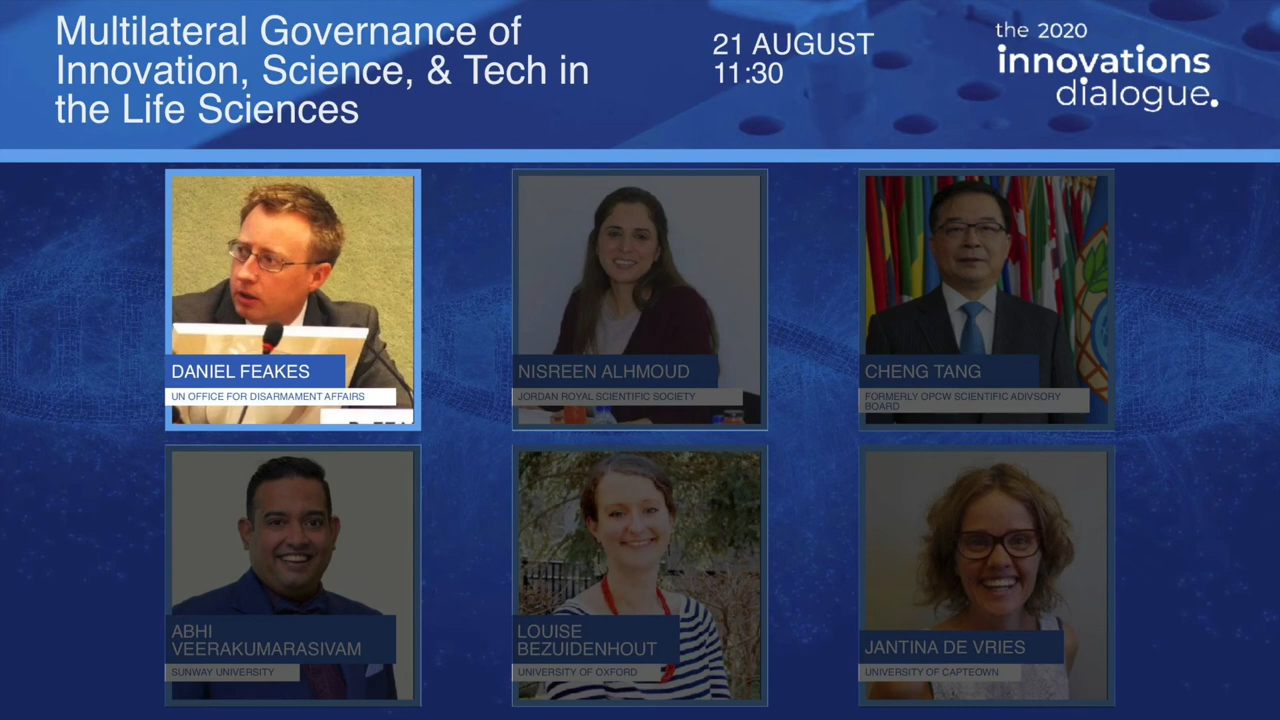 Multilateral Governance of
Innovation, Science, & Tech in
the Life Sciences
21 AUGUST
11:30
the 2020
innovations
dialogue.
DANIEL FEAKES
UN OFFICE FOR DISARMAMENT AFFAIRS
NISREEN ALHMOUD
JORDAN ROYAL SCIENTIFIC SOCIETY
CHENG TANG
FORMERLY OPCW SCIENTIFIC ADIVSORY
BOARD
ABHI
VEERAKUMARASIVAM
SUNWAY UNIVERSITY
LOUISE
BEZUIDENHOUT
UNIVERSITY OF OXFORD
JANTINA DE VRIES
UNIVERSITY OF CAPTEOWN